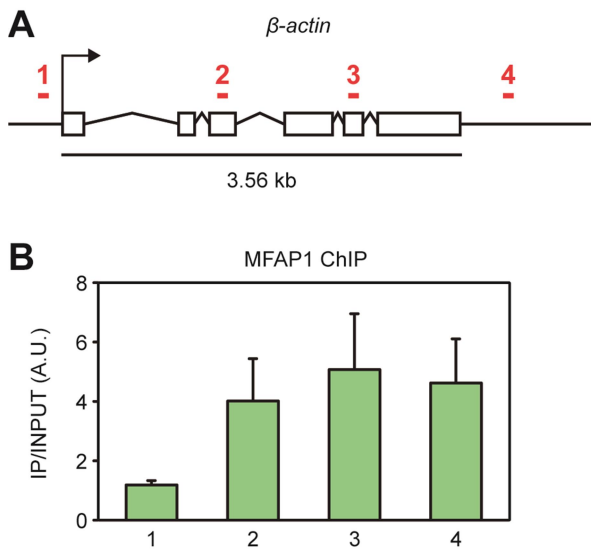 A
β-actin
1 2 3 4
3.56 kb
B
MFAP1 ChIP
IP/INPUT (A.U.)
8
6
4
2
0
1 2 3 4